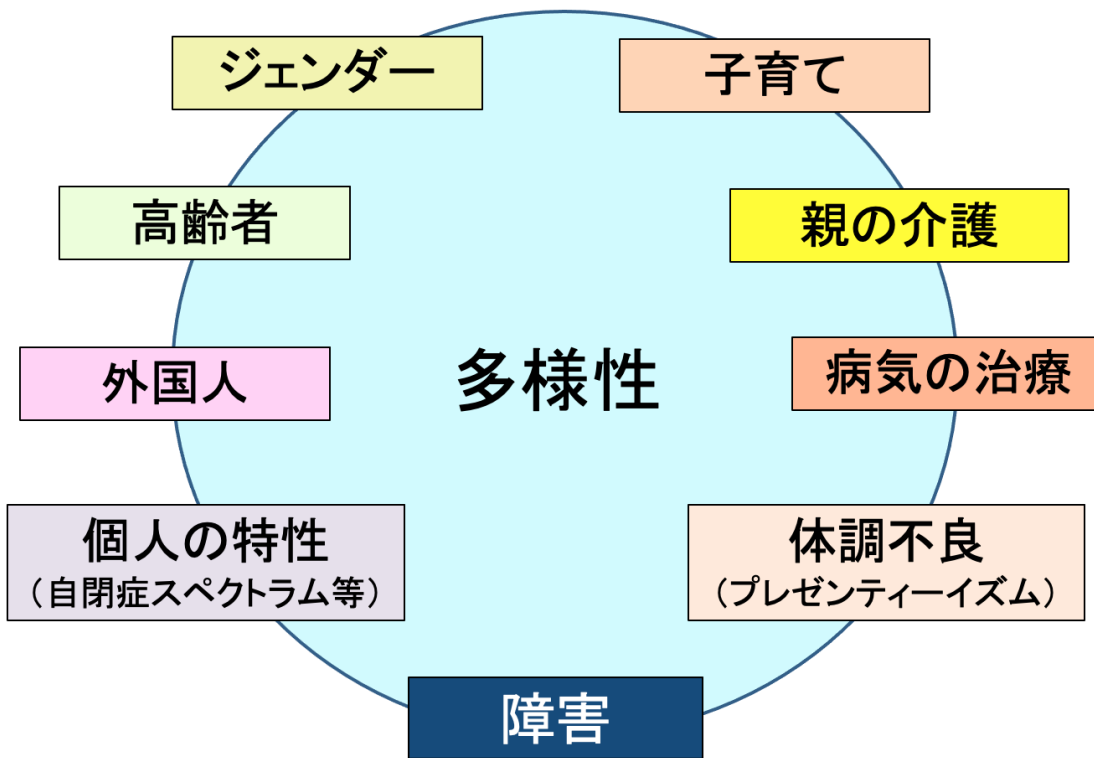 ジェンダー
子育て
高齢者
親の介護
多様性
外国人
病気の治療
個人の特性
（自閉症スペクトラム等）
体調不良
（プレゼンティーイズム）
障害